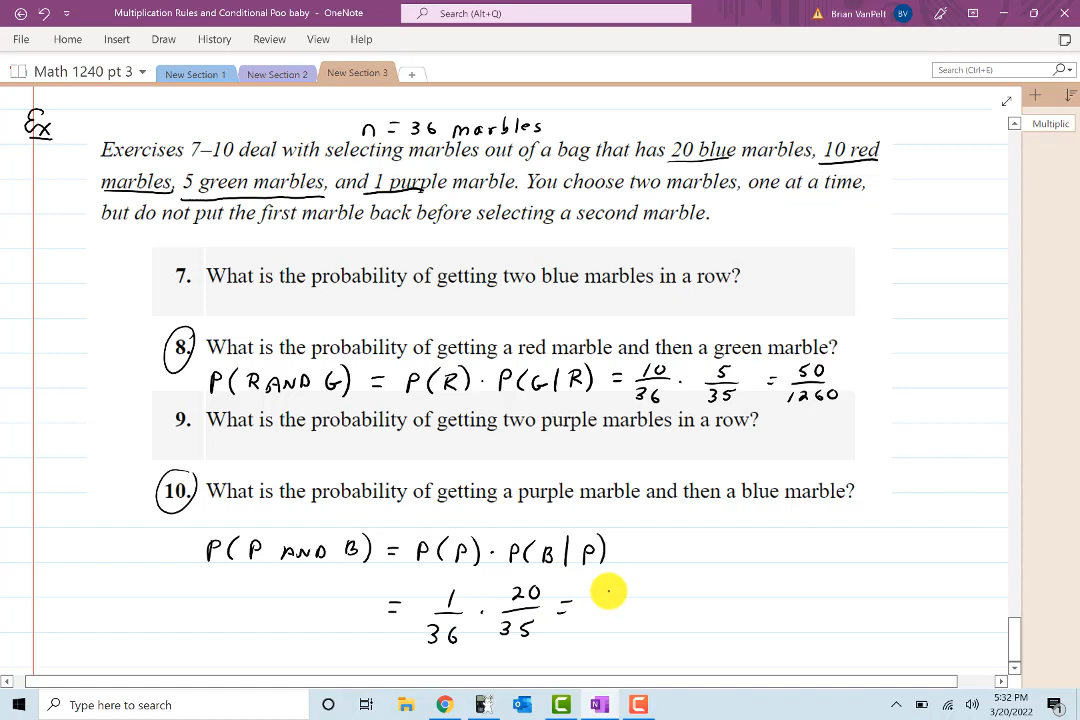 Multiplication Rules and Conditional Poo baby - OneNote
Search (Alt+Q)
Brian VanPelt
BV
File Home Insert Draw History Review View Help
Math 1240 pt 3
New Section 1
New Section 2
New Section 3
Search (Ctrl+E)
Multiplic
Ex
n = 36 marbles
Exercises 7–10 deal with selecting marbles out of a bag that has 20 blue marbles, 10 red
marbles, 5 green marbles, and 1 purple marble. You choose two marbles, one at a time,
but do not put the first marble back before selecting a second marble.
7. What is the probability of getting two blue marbles in a row?
8. What is the probability of getting a red marble and then a green marble?
P(R AND G) = P(R) · P(G|R) = 10/36 · 5/35 = 50/1260
9. What is the probability of getting two purple marbles in a row?
10. What is the probability of getting a purple marble and then a blue marble?
P(P AND B) = P(P) · P(B|P)
= 1/36 · 20/35 =
Type here to search
5:32 PM
3/20/2022
1